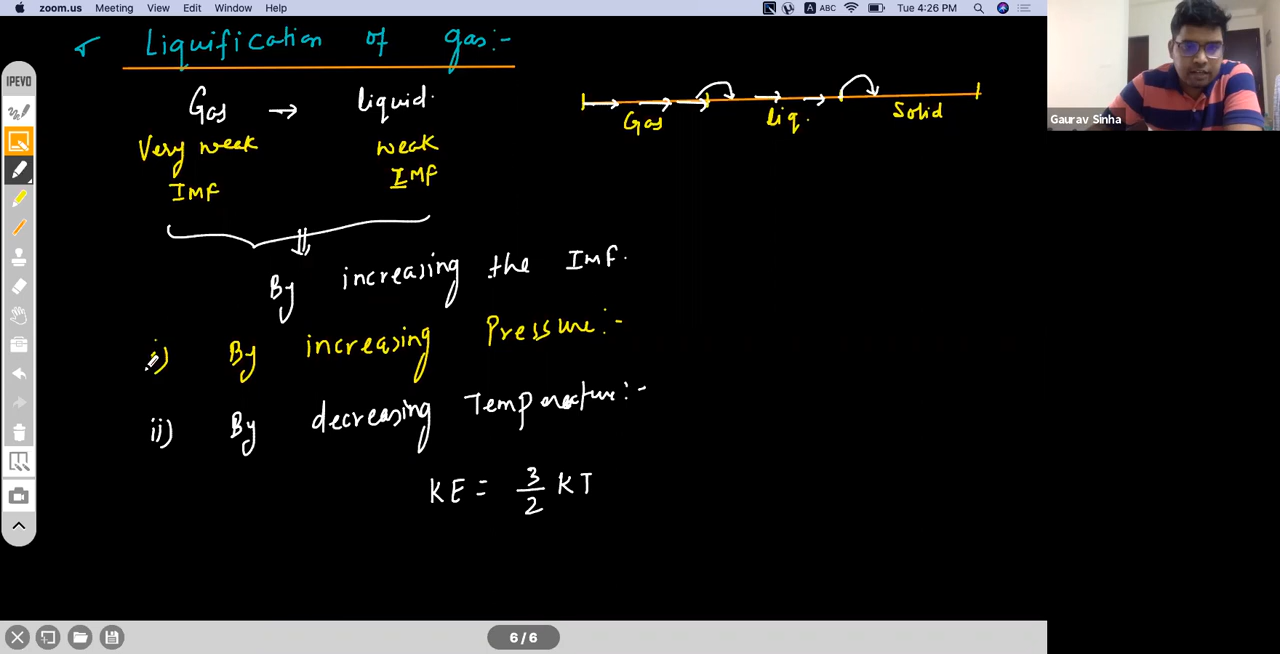 zoom.us Meeting View Edit Window Help
A ABC Tue 4:26 PM
IPEVO
Liquification of gas:-
Gas → liquid.
Very weak IMF
weak IMF
Gas liq. Solid
Gaurav Sinha
By increasing the IMF.
i) By increasing Pressure:-
ii) By decreasing Temperature:-
KE = 3/2 KT
6/6